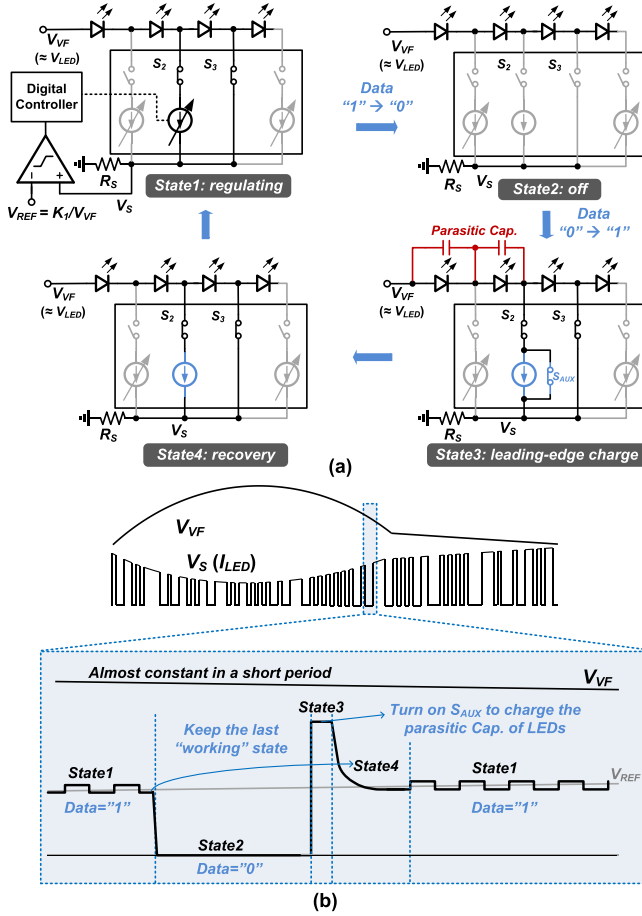 V_VF
(≈ V_LED)
S_2
S_3
Digital
Controller
R_S
V_S
State1: regulating
V_REF = K_1/V_VF
Data
“1” → “0”
V_VF
(≈ V_LED)
State2: off
Data
“0” → “1”
Parasitic Cap.
V_VF
(≈ V_LED)
S_2
S_3
S_AUX
R_S
V_S
State3: leading-edge charge
V_VF
(≈ V_LED)
S_2
S_3
R_S
V_S
State4: recovery
(a)
V_VF
V_S (I_LED)
Almost constant in a short period
V_VF
State3
Turn on S_AUX to charge the
parasitic Cap. of LEDs
Keep the last
“working” state
State1
State4
State1
V_REF
Data=”1”
Data=”1”
State2
Data=”0”
(b)